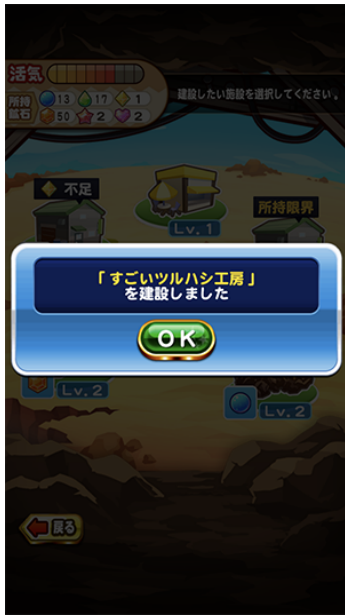 活気
所持鉱石
13 17 1
50 2 2
建設したい施設を選択してください。
不足
Lv.1
所持限界
「すごいツルハシ工房」
を建設しました
OK
Lv.2
Lv.2
戻る